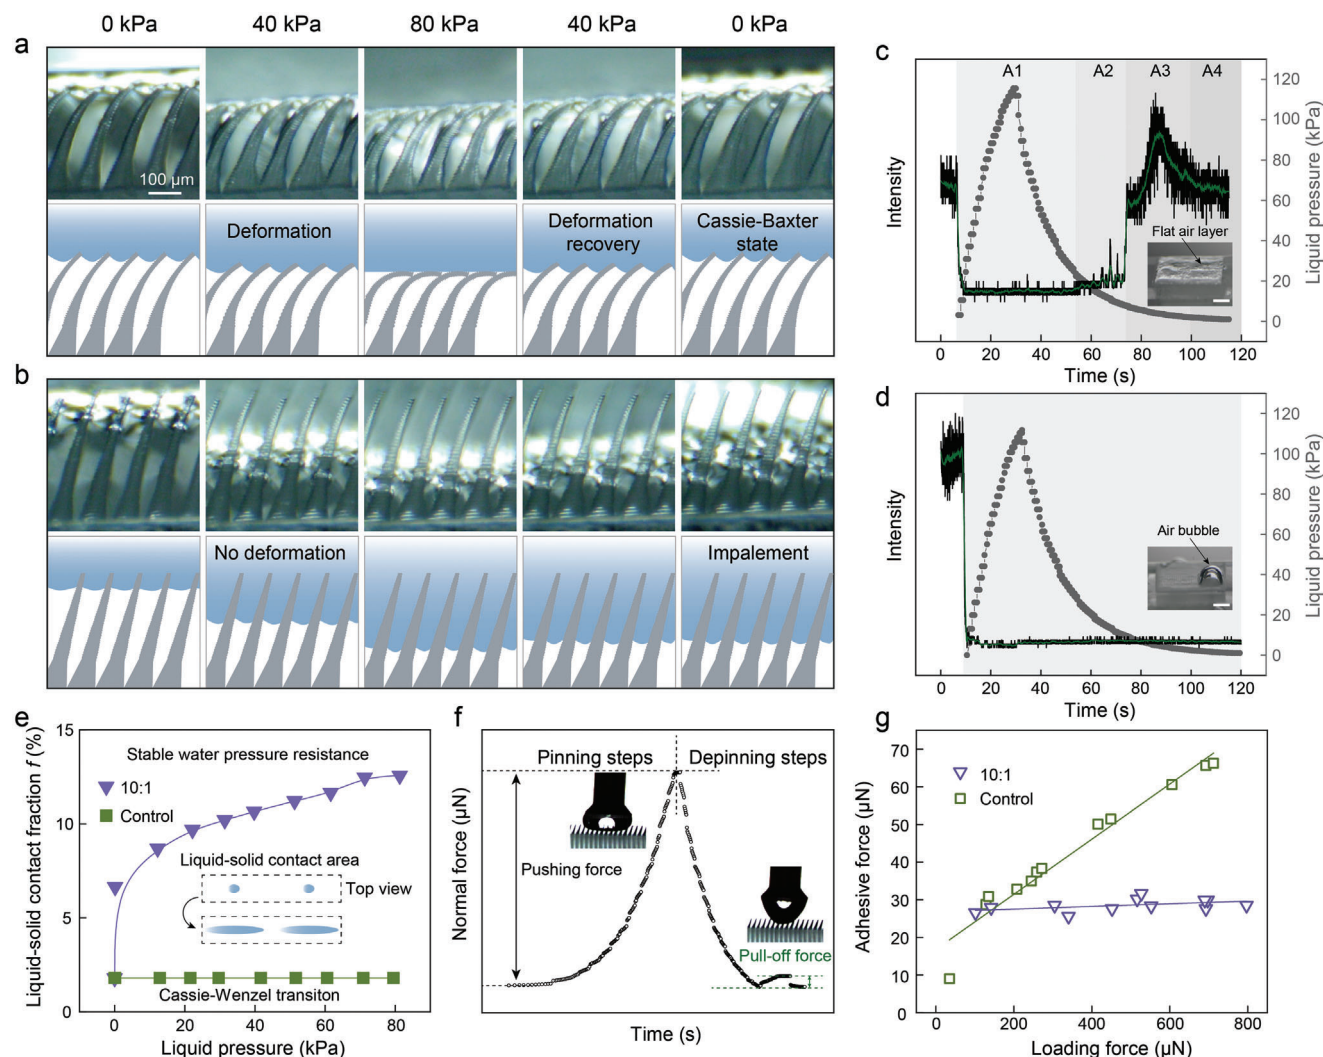 0 kPa 40 kPa 80 kPa 40 kPa 0 kPa
a
100 µm
Deformation
Deformation
recovery
Cassie-Baxter
state
b
No deformation
Impalement
c
A1 A2 A3 A4
Intensity
Flat air layer
120
100
80
60
40
20
0
Liquid pressure (kPa)
0 20 40 60 80 100 120
Time (s)
d
Intensity
Air bubble
120
100
80
60
40
20
0
Liquid pressure (kPa)
0 20 40 60 80 100 120
Time (s)
e
Liquid-solid contact fraction f (%)
15
10
5
0
Stable water pressure resistance
10:1
Control
Liquid-solid contact area
Top view
Cassie-Wenzel transiton
0 20 40 60 80
Liquid pressure (kPa)
f
Normal force (µN)
Pinning steps
Depinning steps
Pushing force
Pull-off force
Time (s)
g
Adhesive force (µN)
70
60
50
40
30
20
10
0
10:1
Control
0 200 400 600 800
Loading force (µN)